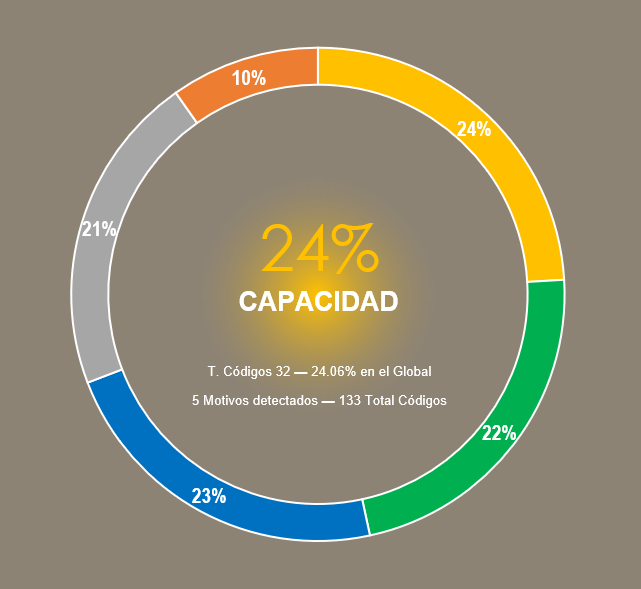 10%
24%
21%
24%
CAPACIDAD
T. Códigos 32 — 24.06% en el Global
5 Motivos detectados — 133 Total Códigos
22%
23%